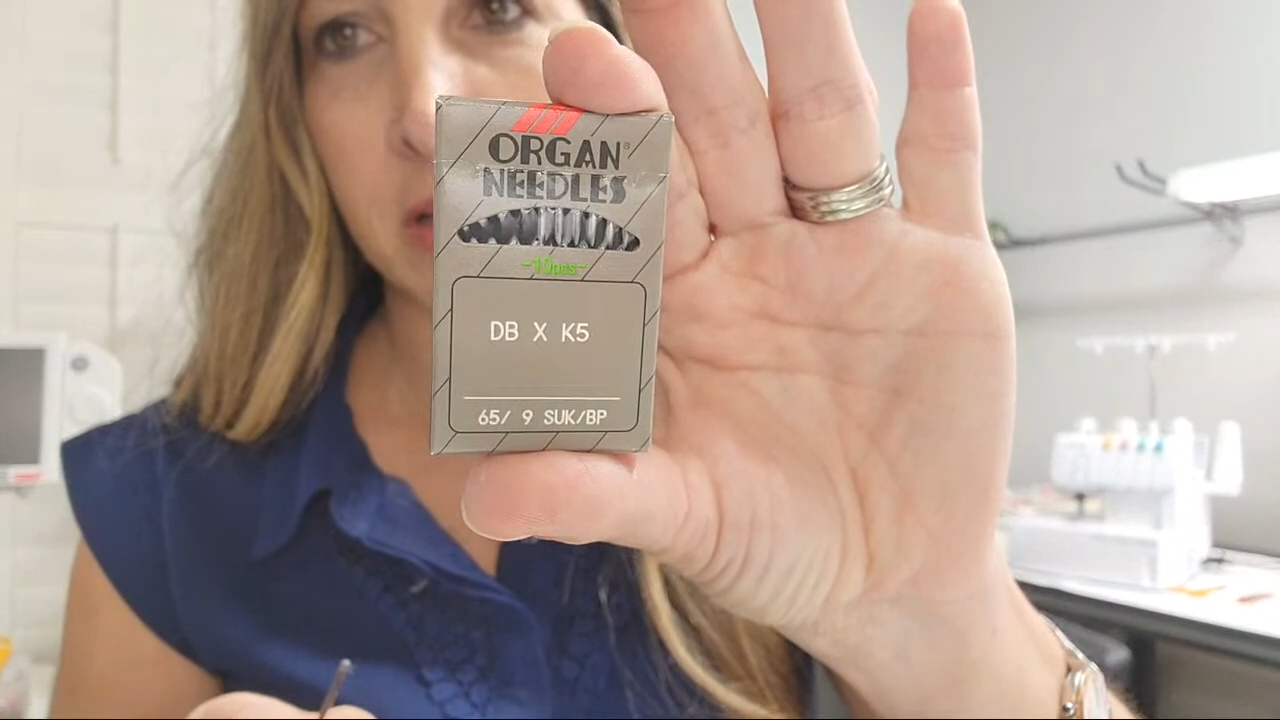 ORGAN®
NEEDLES
-10pcs-
DB X K5
65/ 9 SUK/BP